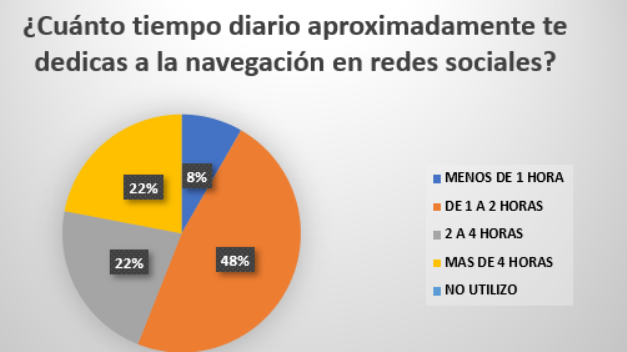 ¿Cuánto tiempo diario aproximadamente te
dedicas a la navegación en redes sociales?
8%
22%
22%
48%
MENOS DE 1 HORA
DE 1 A 2 HORAS
2 A 4 HORAS
MAS DE 4 HORAS
NO UTILIZO